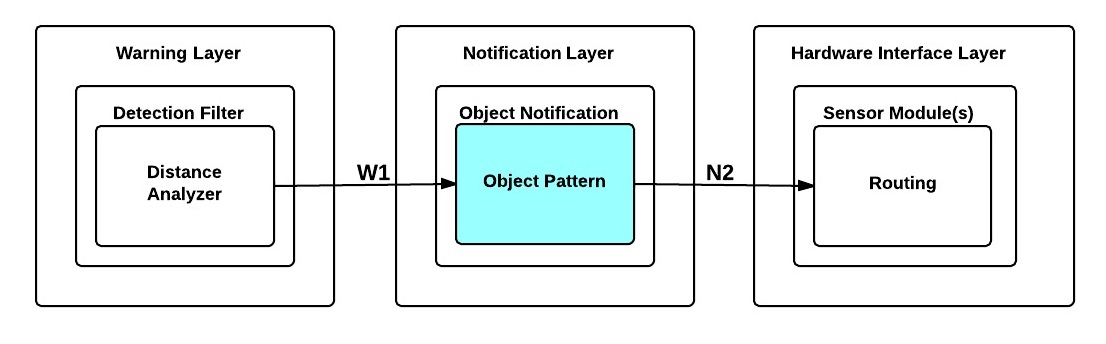 Warning Layer
Detection Filter
Distance
Analyzer
W1
Notification Layer
Object Notification
Object Pattern
N2
Hardware Interface Layer
Sensor Module(s)
Routing